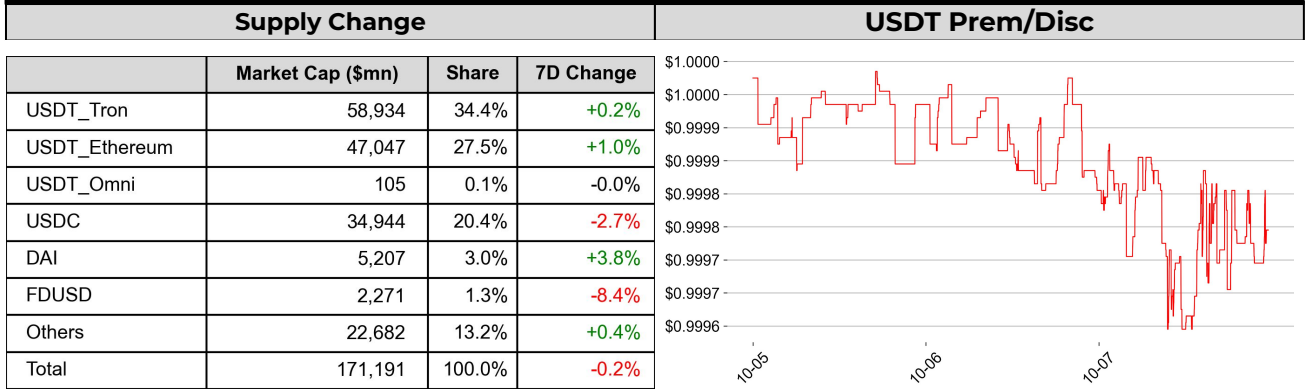 Supply Change
USDT Prem/Disc
Market Cap ($mn) Share 7D Change
USDT_Tron 58,934 34.4% +0.2%
USDT_Ethereum 47,047 27.5% +1.0%
USDT_Omni 105 0.1% -0.0%
USDC 34,944 20.4% -2.7%
DAI 5,207 3.0% +3.8%
FDUSD 2,271 1.3% -8.4%
Others 22,682 13.2% +0.4%
Total 171,191 100.0% -0.2%
$1.0000
$1.0000
$0.9999
$0.9999
$0.9998
$0.9998
$0.9997
$0.9997
$0.9996
10-05
10-06
10-07